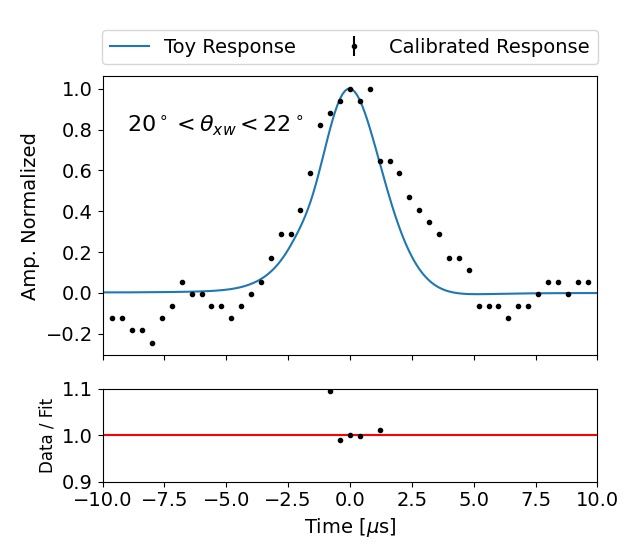 Toy Response Calibrated Response
1.0
20° < θxw < 22°
0.8
0.6
0.4
0.2
0.0
−0.2
Amp. Normalized
1.1
1.0
0.9
Data / Fit
−10.0 −7.5 −5.0 −2.5 0.0 2.5 5.0 7.5 10.0
Time [μs]